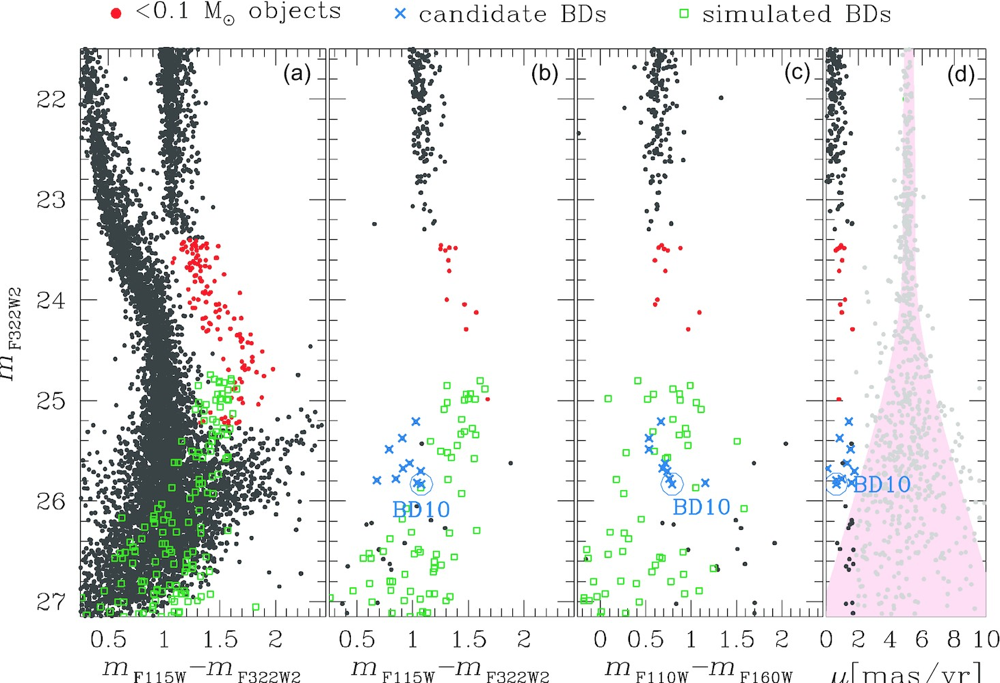 <0.1 M⊙ objects candidate BDs simulated BDs
(a) (b) (c) (d)
22
23
24
25
26
27
m F322W2
BD10 BD10 BD10
0.5 1 1.5 2 0.5 1 1.5 2 0 0.5 1 1.5 2 0 2 4 6 8 10
m F115W−m F322W2 m F115W−m F322W2 m F110W−m F160W μ[mas/yr]